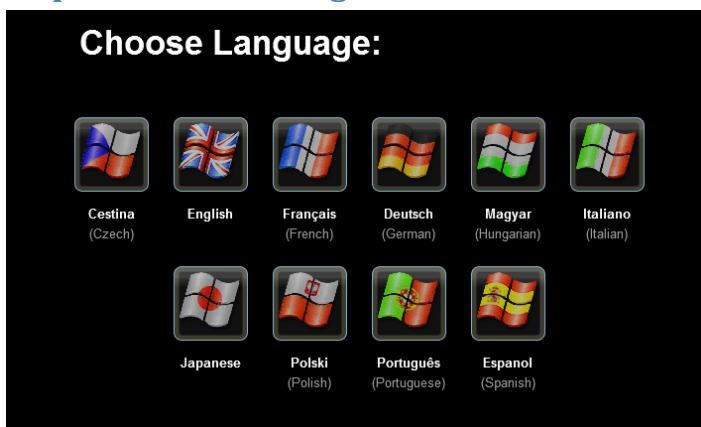 Choose Language:
Cestina English Français Deutsch Magyar Italiano
(Czech) (French) (German) (Hungarian) (Italian)
Japanese Polski Português Espanol
(Polish) (Portuguese) (Spanish)